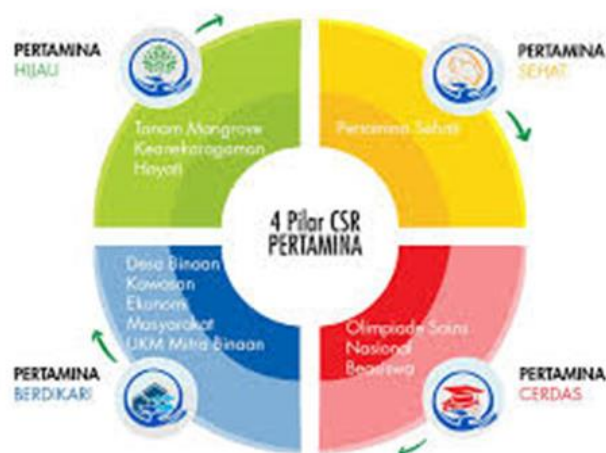 PERTAMINA
HIJAU
PERTAMINA
SEHAT
Tanam Mangrove
Keanekaragaman
Hayati
Pertamina Sehati
4 Pilar CSR
PERTAMINA
Desa Binaan
Kawasan
Ekonomi
Masyarakat
UKM Mitra Binaan
Olimpiade Sains
Nasional
Beasiswa
PERTAMINA
BERDIKARI
PERTAMINA
CERDAS